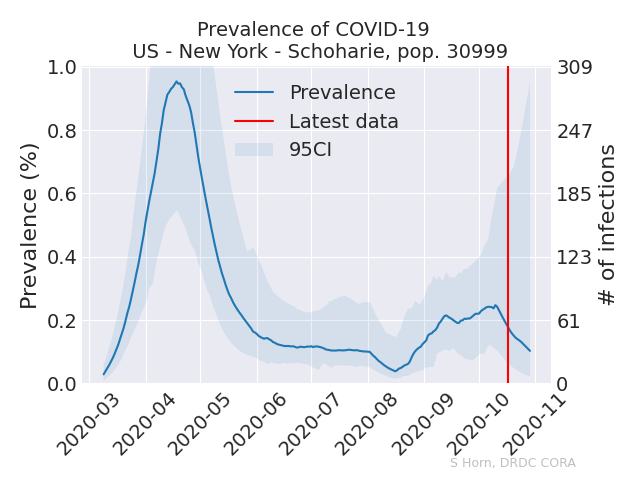 Prevalence of COVID-19
US - New York - Schoharie, pop. 30999
Prevalence
Latest data
95CI
Prevalence (%)
1.0
0.8
0.6
0.4
0.2
0.0
309
247
185
123
61
0
# of infections
2020-03
2020-04
2020-05
2020-06
2020-07
2020-08
2020-09
2020-10
2020-11
S Horn, DRDC CORA